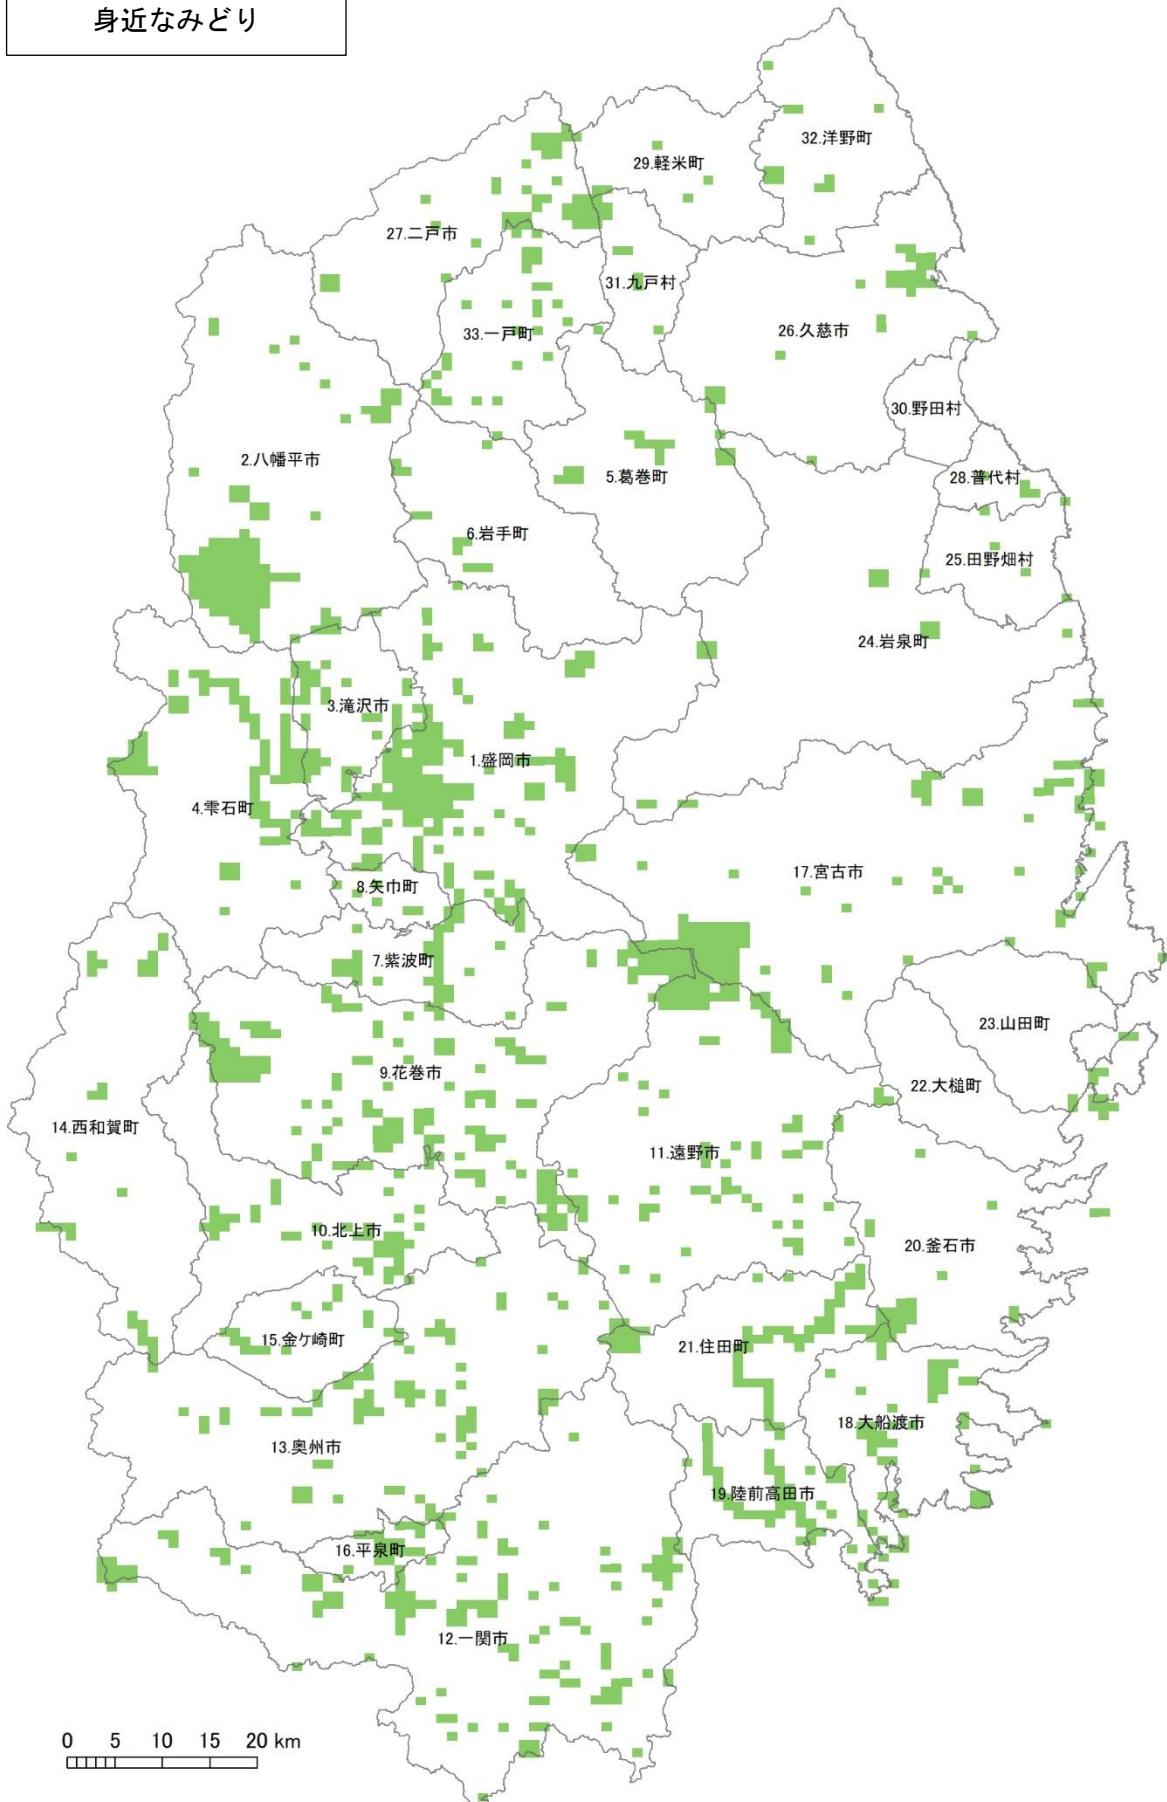 身近なみどり
32.洋野町
29.軽米町
27.二戸市
31.九戸村
26.久慈市
33.一戸町
30.野田村
2.八幡平市
5.葛巻町
28.普代村
6.岩手町
25.田野畑村
24.岩泉町
3.滝沢市
1.盛岡市
4.雫石町
17.宮古市
8.矢巾町
7.紫波町
23.山田町
9.花巻市
22.大槌町
14.西和賀町
11.遠野市
10.北上市
20.釜石市
15.金ケ崎町
21.住田町
18.大船渡市
13.奥州市
19.陸前高田市
16.平泉町
12.一関市
0 5 10 15 20 km